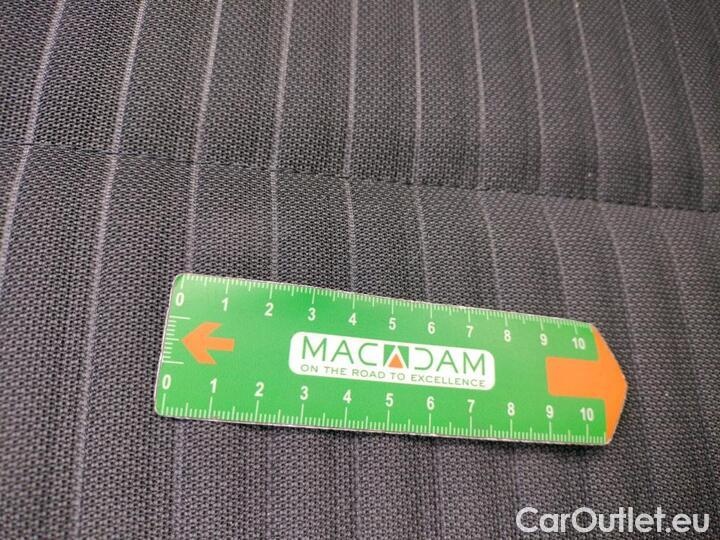 0 1 2 3 4 5 6 7 8 9 10
MACADAM
ON THE ROAD TO EXCELLENCE
0 1 2 3 4 5 6 7 8 9 10
CarOutlet.eu